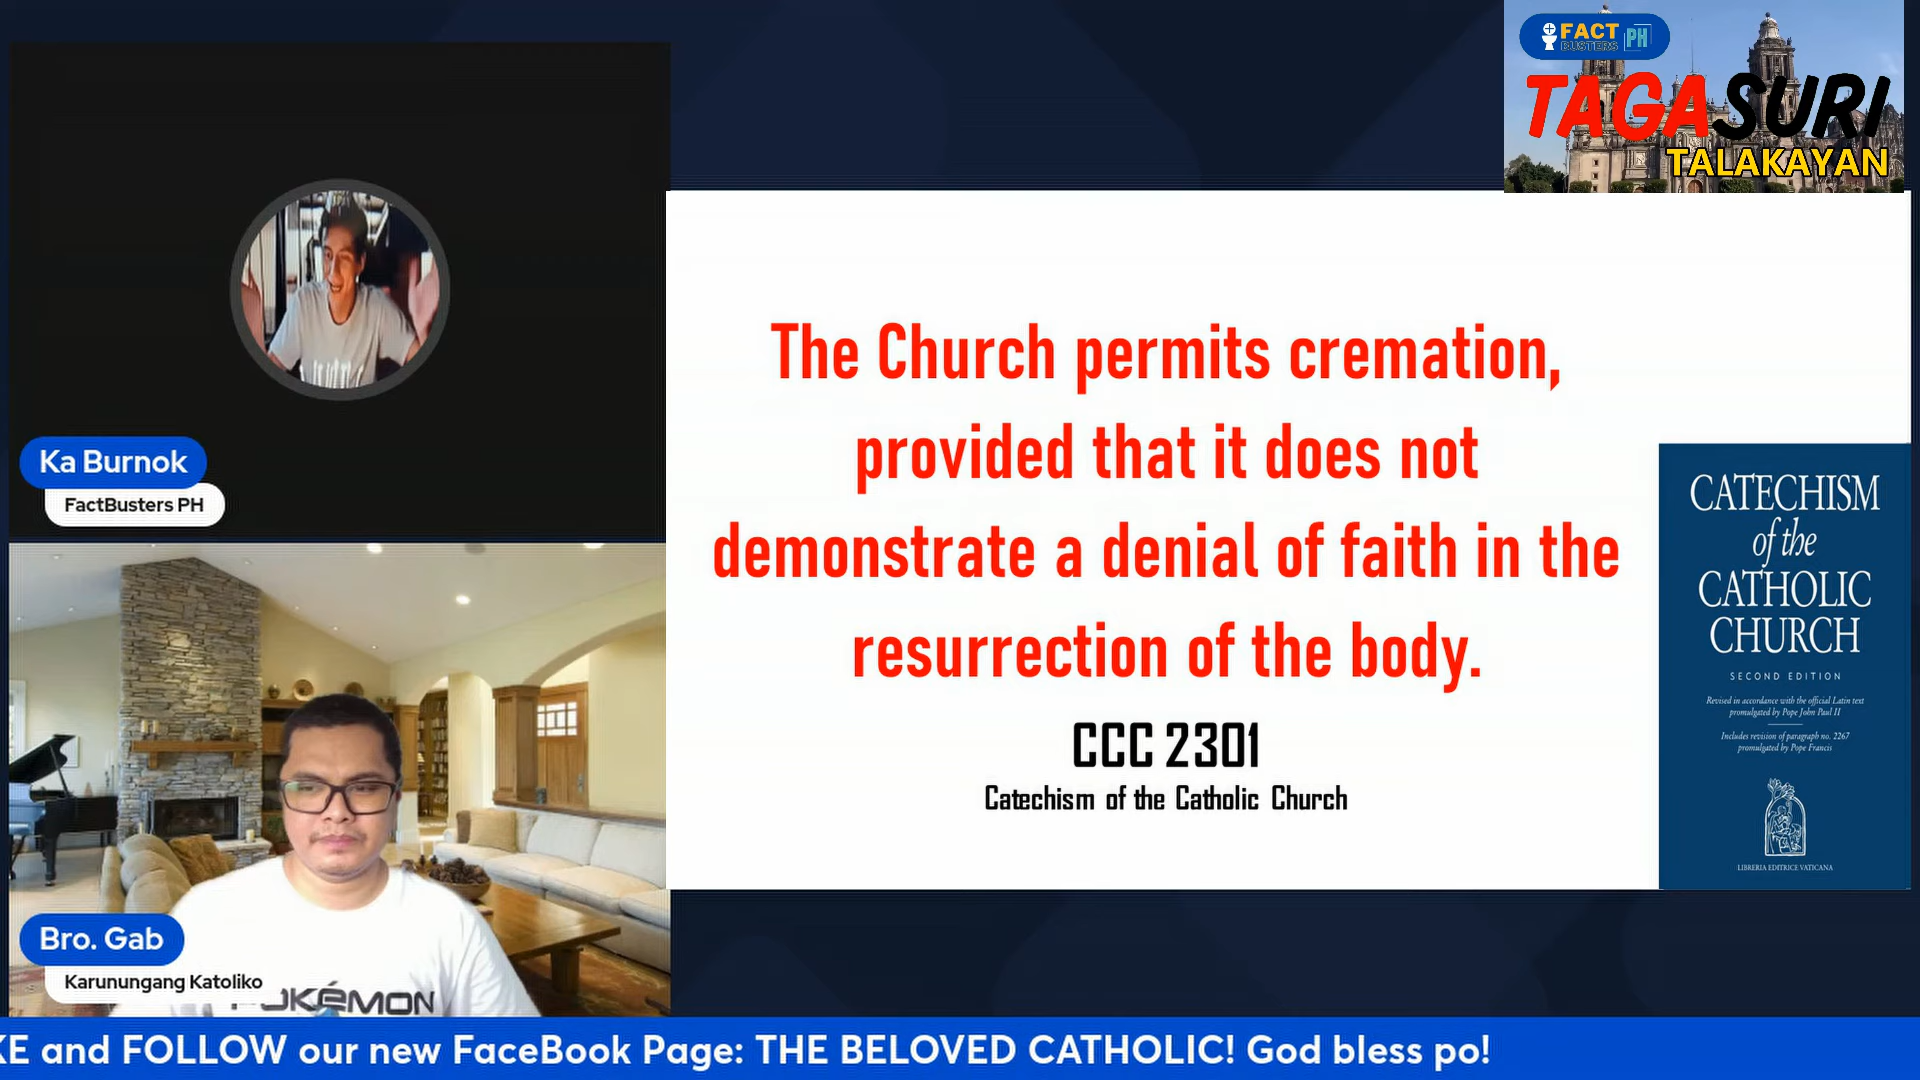 FACT
BUSTERS PH
TAGASURI
TALAKAYAN
The Church permits cremation,
provided that it does not
demonstrate a denial of faith in the
resurrection of the body.
CCC 2301
Catechism of the Catholic Church
CATECHISM
of the
CATHOLIC
CHURCH
SECOND EDITION
Revised in accordance with the official Latin text
promulgated by Pope John Paul II
Includes revision of paragraph no. 2267
promulgated by Pope Francis
LIBRERIA EDITRICE VATICANA
Ka Burnok
FactBusters PH
Bro. Gab
Karunungang Katoliko
POKéMON
KE and FOLLOW our new FaceBook Page: THE BELOVED CATHOLIC! God bless po!